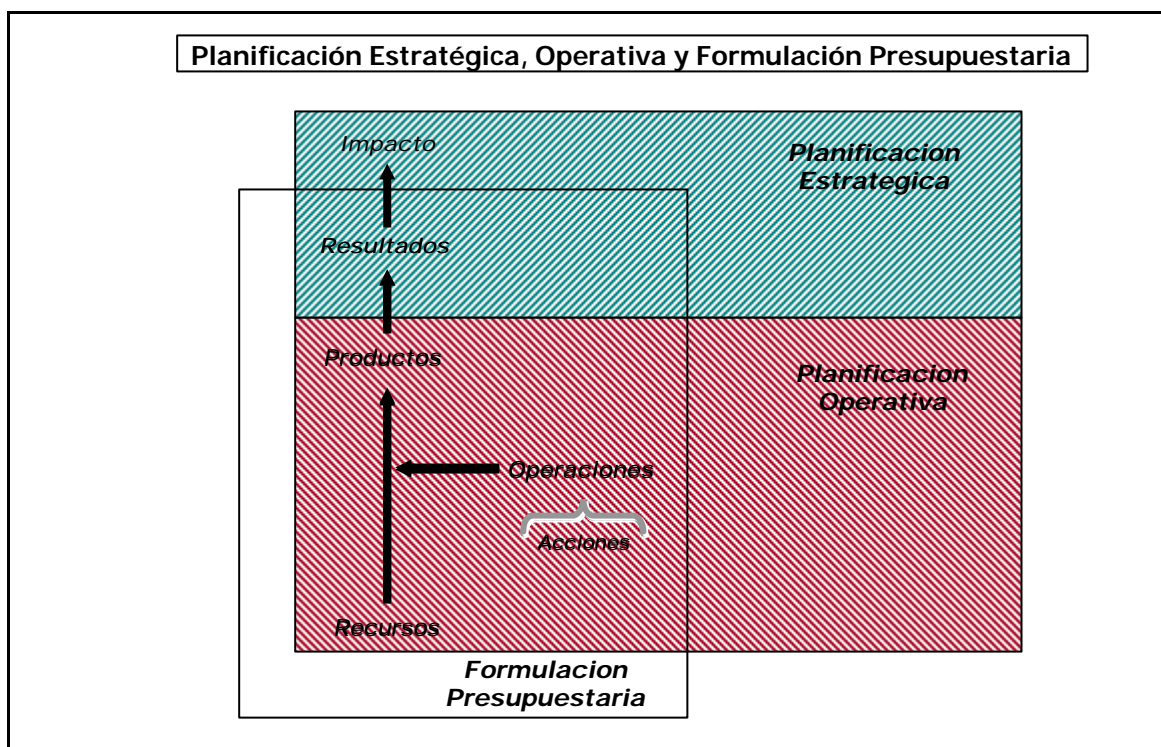 Planificación Estratégica, Operativa y Formulación Presupuestaria
Impacto
Planificacion
Estrategica
Resultados
Productos
Planificacion
Operativa
Operaciones
Acciones
Recursos
Formulacion
Presupuestaria